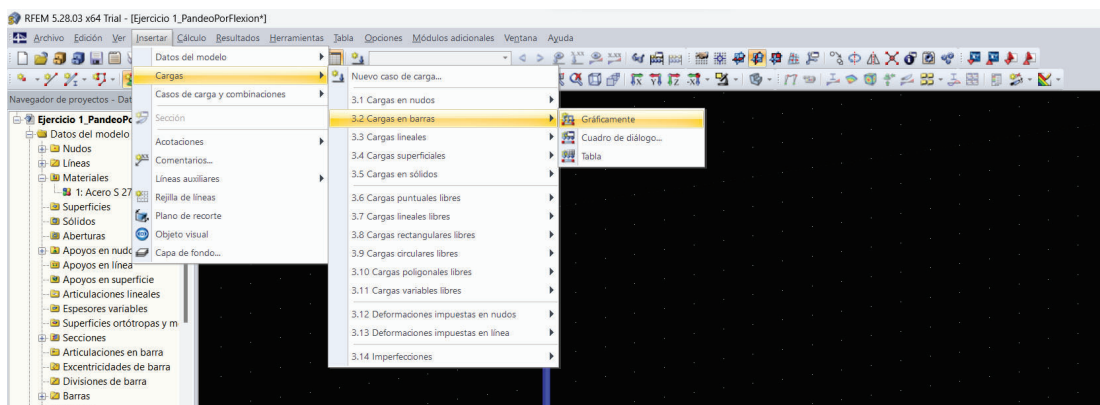 RFEM 5.28.03 x64 Trial - [Ejercicio 1_PandeoPorFlexion*]
Archivo Edición Ver Insertar Cálculo Resultados Herramientas Tabla Opciones Módulos adicionales Ventana Ayuda
Navegador de proyectos - Dat
Ejercicio 1_PandeoPo
Datos del modelo
Nudos
Líneas
Materiales
1: Acero S 27
Superficies
Sólidos
Aberturas
Apoyos en nudo
Apoyos en línea
Apoyos en superficie
Articulaciones lineales
Espesores variables
Superficies ortótropas y m
Secciones
Articulaciones en barra
Excentricidades de barra
Divisiones de barra
Barras
Datos del modelo
Cargas
Casos de carga y combinaciones
Sección
Acotaciones
Comentarios...
Líneas auxiliares
Rejilla de líneas
Plano de recorte
Objeto visual
Capa de fondo...
Nuevo caso de carga...
3.1 Cargas en nudos
3.2 Cargas en barras
3.3 Cargas lineales
3.4 Cargas superficiales
3.5 Cargas en sólidos
3.6 Cargas puntuales libres
3.7 Cargas lineales libres
3.8 Cargas rectangulares libres
3.9 Cargas circulares libres
3.10 Cargas poligonales libres
3.11 Cargas variables libres
3.12 Deformaciones impuestas en nudos
3.13 Deformaciones impuestas en línea
3.14 Imperfecciones
Gráficamente
Cuadro de diálogo...
Tabla